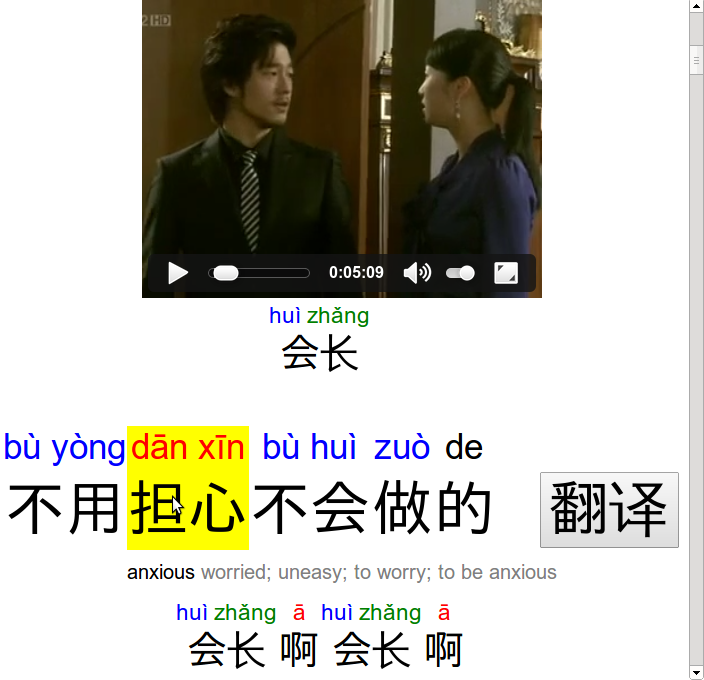 2 HD
0:05:09
huì zhǎng
会长
bù yòng dān xīn bù huì zuò de
不用担心不会做的 翻译
anxious worried; uneasy; to worry; to be anxious
huì zhǎng ā huì zhǎng ā
会长 啊 会长 啊